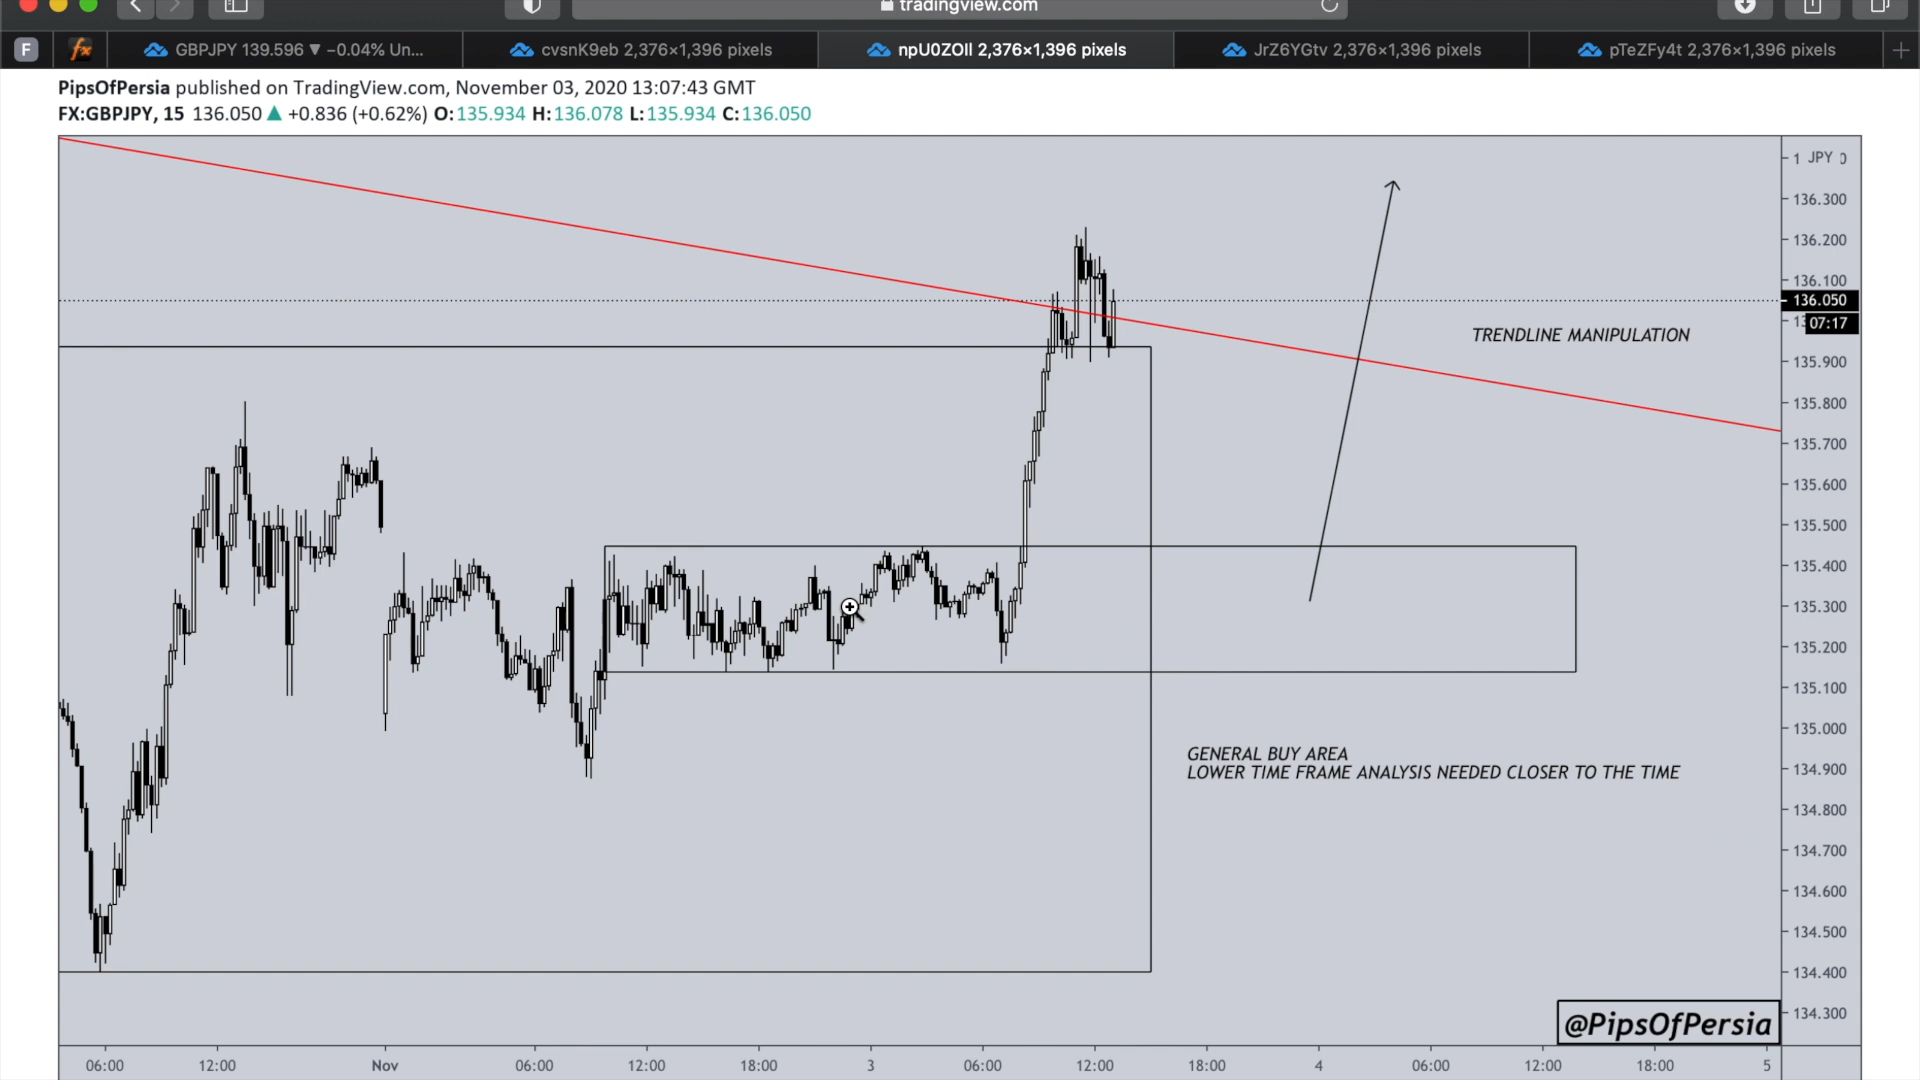 tradingview.com
F fx GBPJPY 139.596 ▼ −0.04% Un... cvsnK9eb 2,376×1,396 pixels npU0ZOIl 2,376×1,396 pixels JrZ6YGtv 2,376×1,396 pixels pTeZFy4t 2,376×1,396 pixels
PipsOfPersia published on TradingView.com, November 03, 2020 13:07:43 GMT
FX:GBPJPY, 15 136.050 ▲ +0.836 (+0.62%) O:135.934 H:136.078 L:135.934 C:136.050
JPY
136.300
136.200
136.100
136.050
07:17
TRENDLINE MANIPULATION
135.900
135.800
135.700
135.600
135.500
135.400
135.300
135.200
135.100
135.000
GENERAL BUY AREA
LOWER TIME FRAME ANALYSIS NEEDED CLOSER TO THE TIME
134.900
134.800
134.700
134.600
134.500
134.400
134.300
@PipsOfPersia
06:00 12:00 Nov 06:00 12:00 18:00 3 06:00 12:00 18:00 4 06:00 12:00 18:00 5